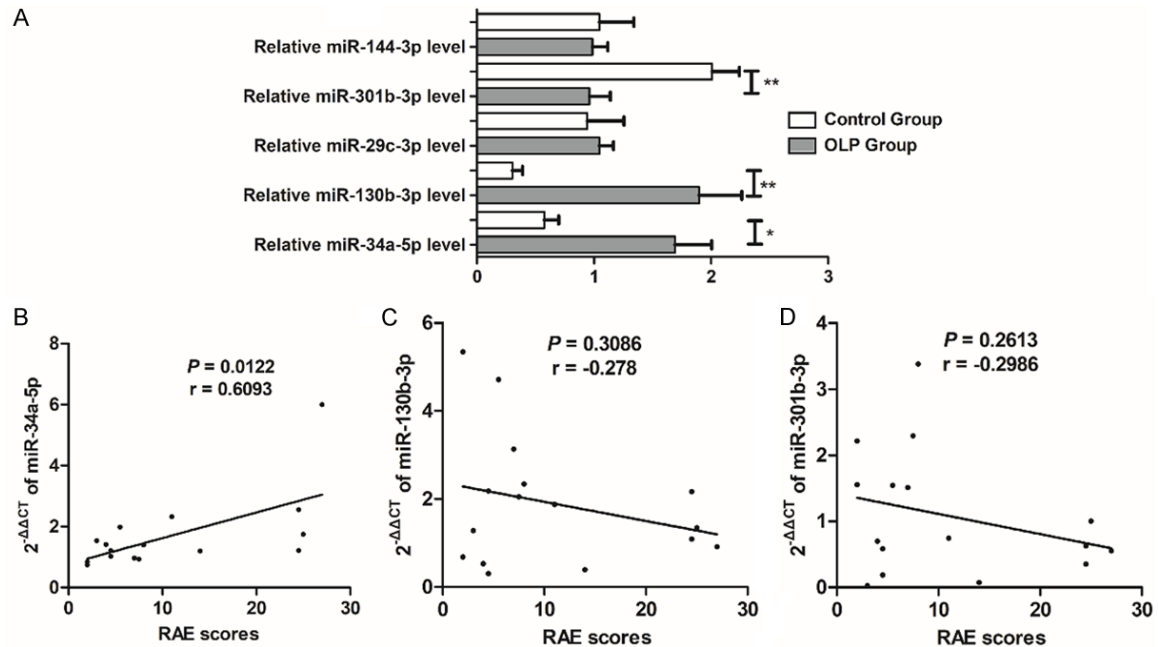 A
Relative miR-144-3p level
Relative miR-301b-3p level
**
Relative miR-29c-3p level
Relative miR-130b-3p level
**
Relative miR-34a-5p level
*
Control Group
OLP Group
0 1 2 3
B
P = 0.0122
r = 0.6093
2^-ΔΔCT of miR-34a-5p
8
6
4
2
0
0 10 20 30
RAE scores
C
P = 0.3086
r = -0.278
2^-ΔΔCT of miR-130b-3p
6
4
2
0
0 10 20 30
RAE scores
D
P = 0.2613
r = -0.2986
2^-ΔΔCT of miR-301b-3p
4
3
2
1
0
0 10 20 30
RAE scores